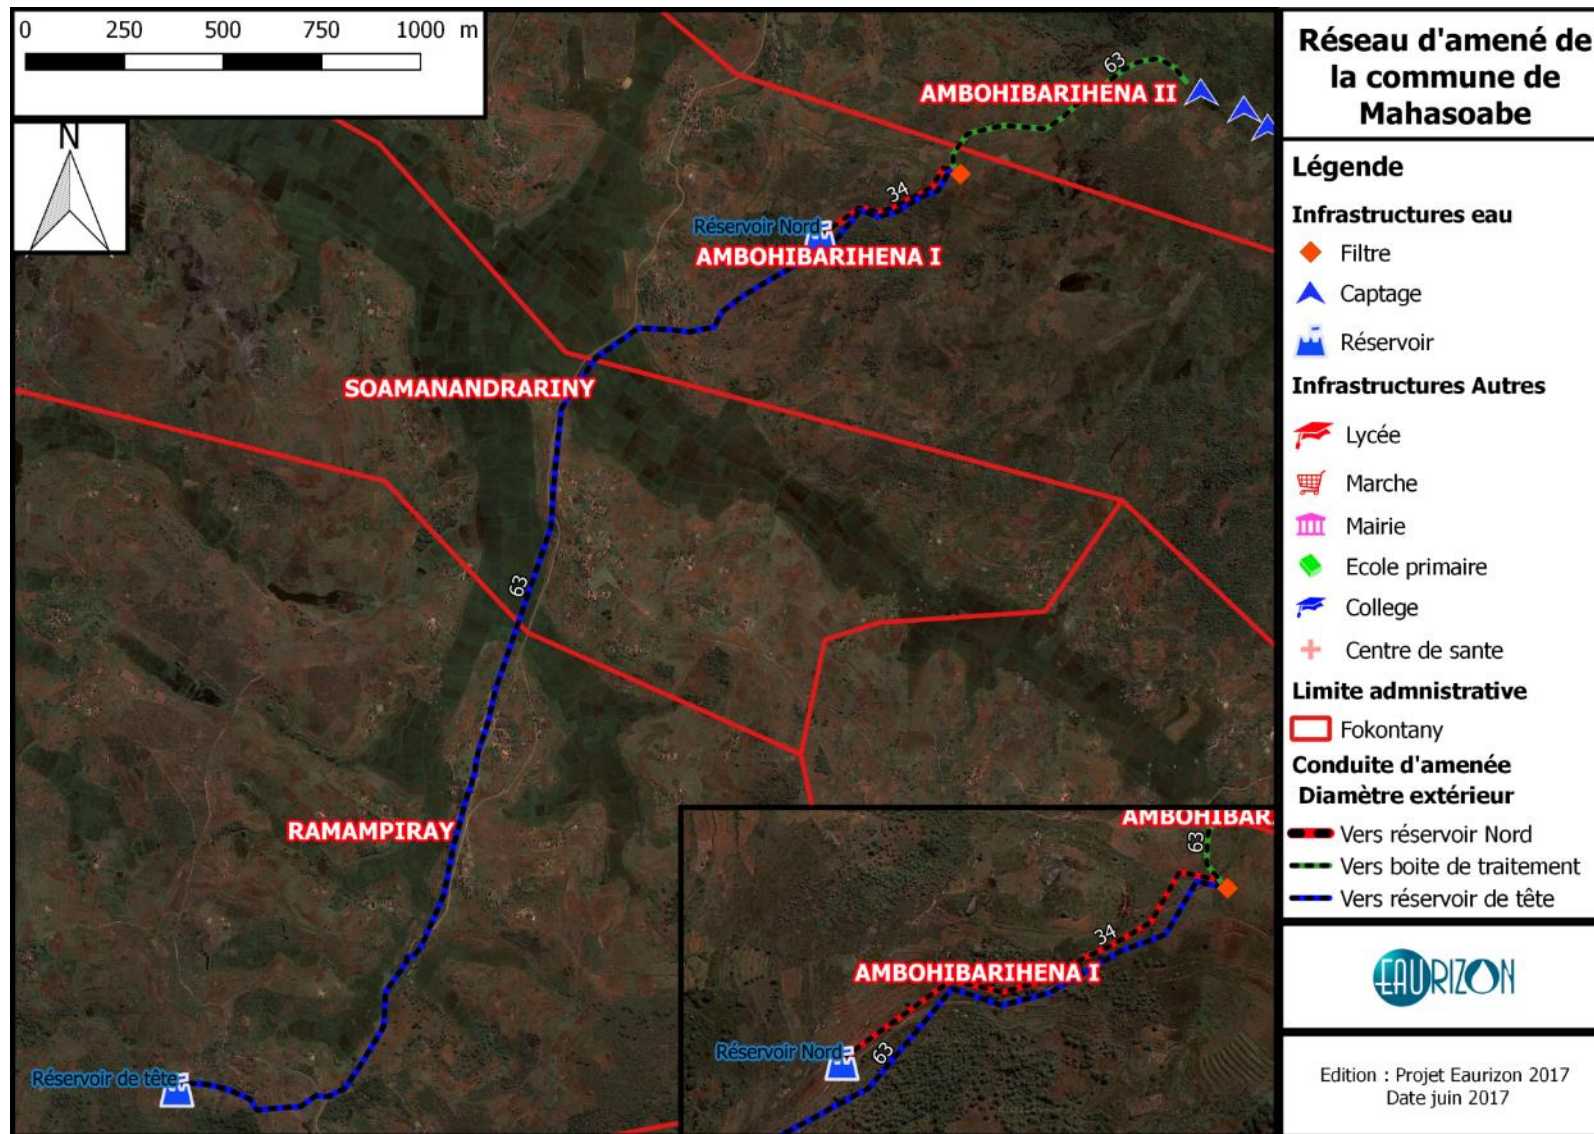 0 250 500 750 1000 m
N
63
AMBOHIBARIHENA II
34
Réservoir Nord
AMBOHIBARIHENA I
SOAMANANDRARINY
63
RAMAMPIRAY
Réservoir de tête
AMBOHIBARI
63
34
AMBOHIBARIHENA I
Réservoir Nord
63
Réseau d'amené de
la commune de
Mahasoabe
Légende
Infrastructures eau
Filtre
Captage
Réservoir
Infrastructures Autres
Lycée
Marche
Mairie
Ecole primaire
College
Centre de sante
Limite admnistrative
Fokontany
Conduite d'amenée
Diamètre extérieur
Vers réservoir Nord
Vers boite de traitement
Vers réservoir de tête
EAURIZON
Edition : Projet Eaurizon 2017
Date juin 2017